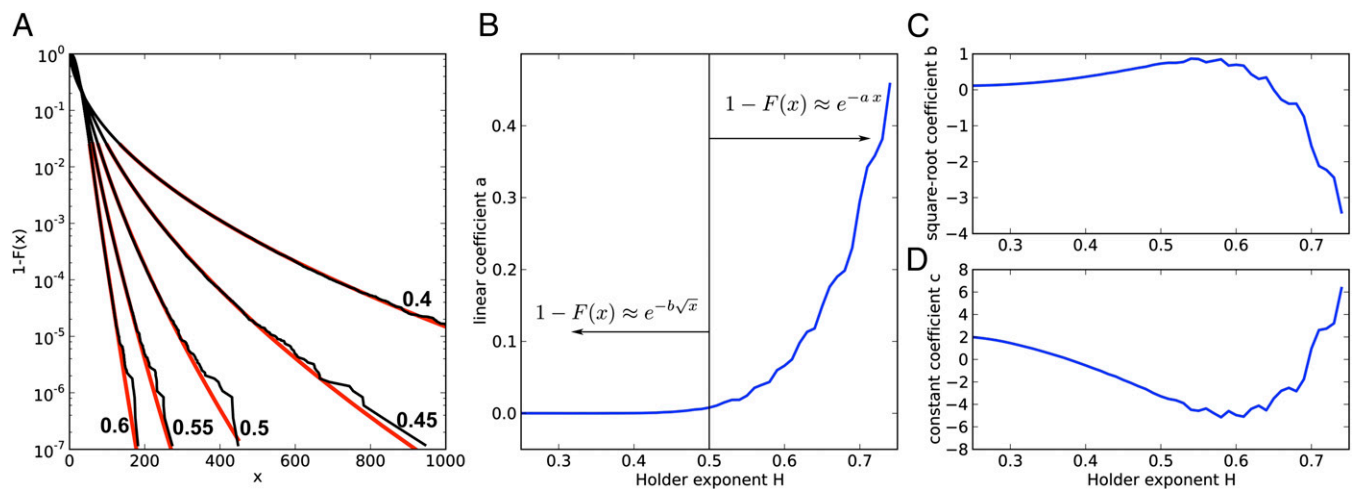 A
10⁰
10⁻¹
10⁻²
10⁻³
10⁻⁴
10⁻⁵
10⁻⁶
10⁻⁷
1-F(x)
0.4
0.45
0.5
0.55
0.6
0 200 400 600 800 1000
x
B
0.4
0.3
0.2
0.1
0.0
linear coefficient a
1 − F(x) ≈ e^{−a x}
1 − F(x) ≈ e^{−b√x}
0.3 0.4 0.5 0.6 0.7
Holder exponent H
C
1
0
−1
−2
−3
−4
square-root coefficient b
0.3 0.4 0.5 0.6 0.7
Holder exponent H
D
8
6
4
2
0
−2
−4
−6
−8
constant coefficient c
0.3 0.4 0.5 0.6 0.7
Holder exponent H